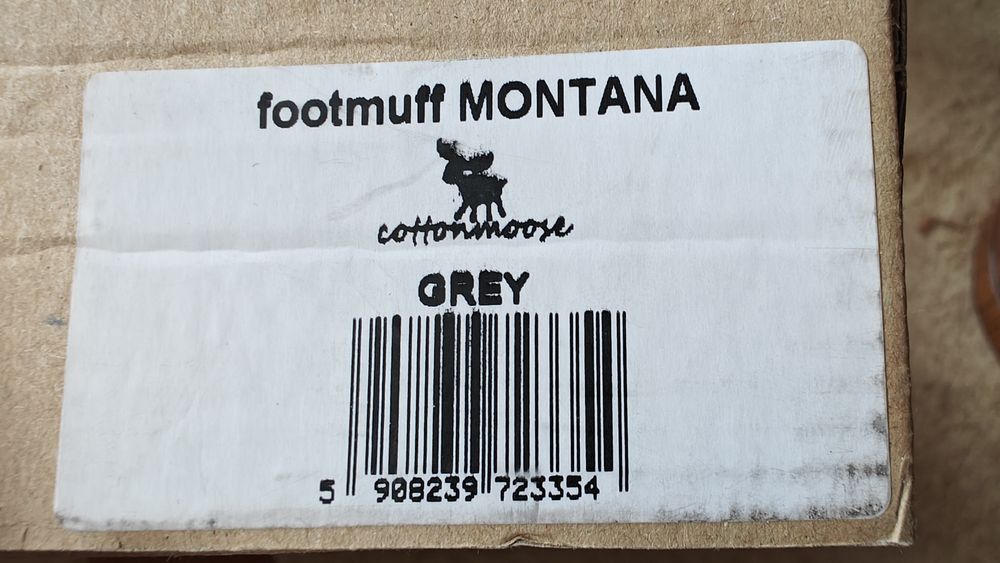 footmuff MONTANA
cottonmoose
GREY
5 908239 723354